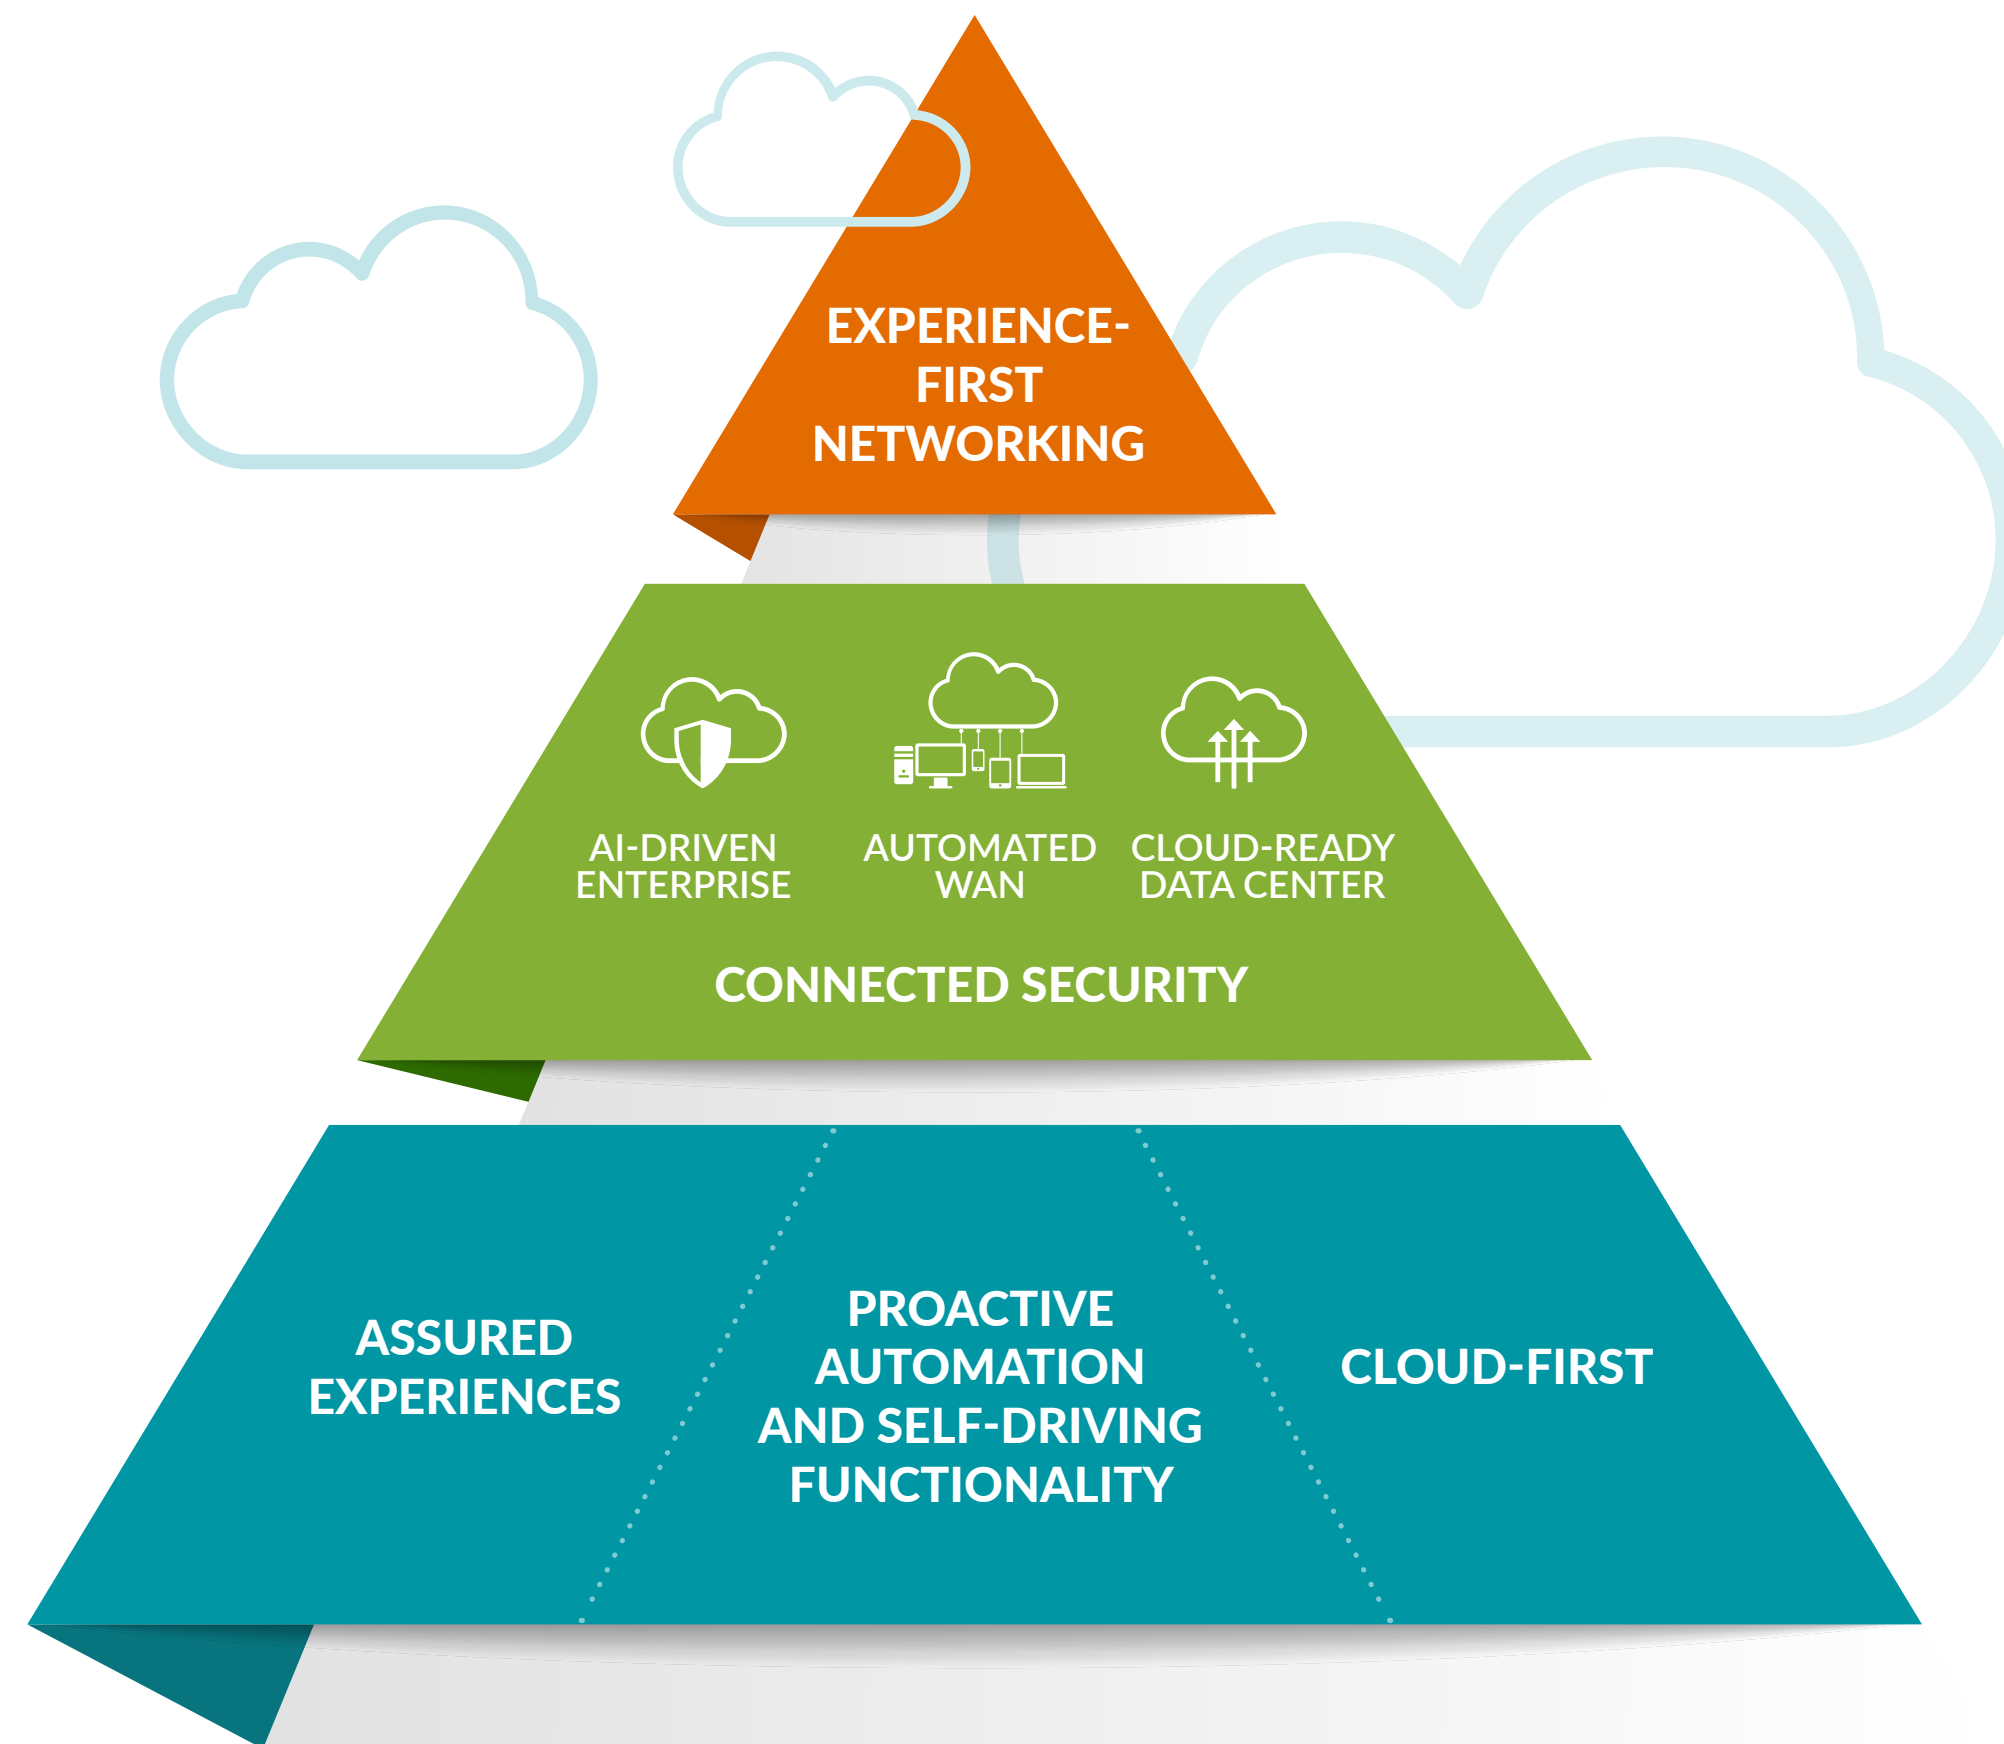 EXPERIENCE-
FIRST
NETWORKING
AI-DRIVEN
ENTERPRISE
AUTOMATED
WAN
CLOUD-READY
DATA CENTER
CONNECTED SECURITY
ASSURED
EXPERIENCES
PROACTIVE
AUTOMATION
AND SELF-DRIVING
FUNCTIONALITY
CLOUD-FIRST